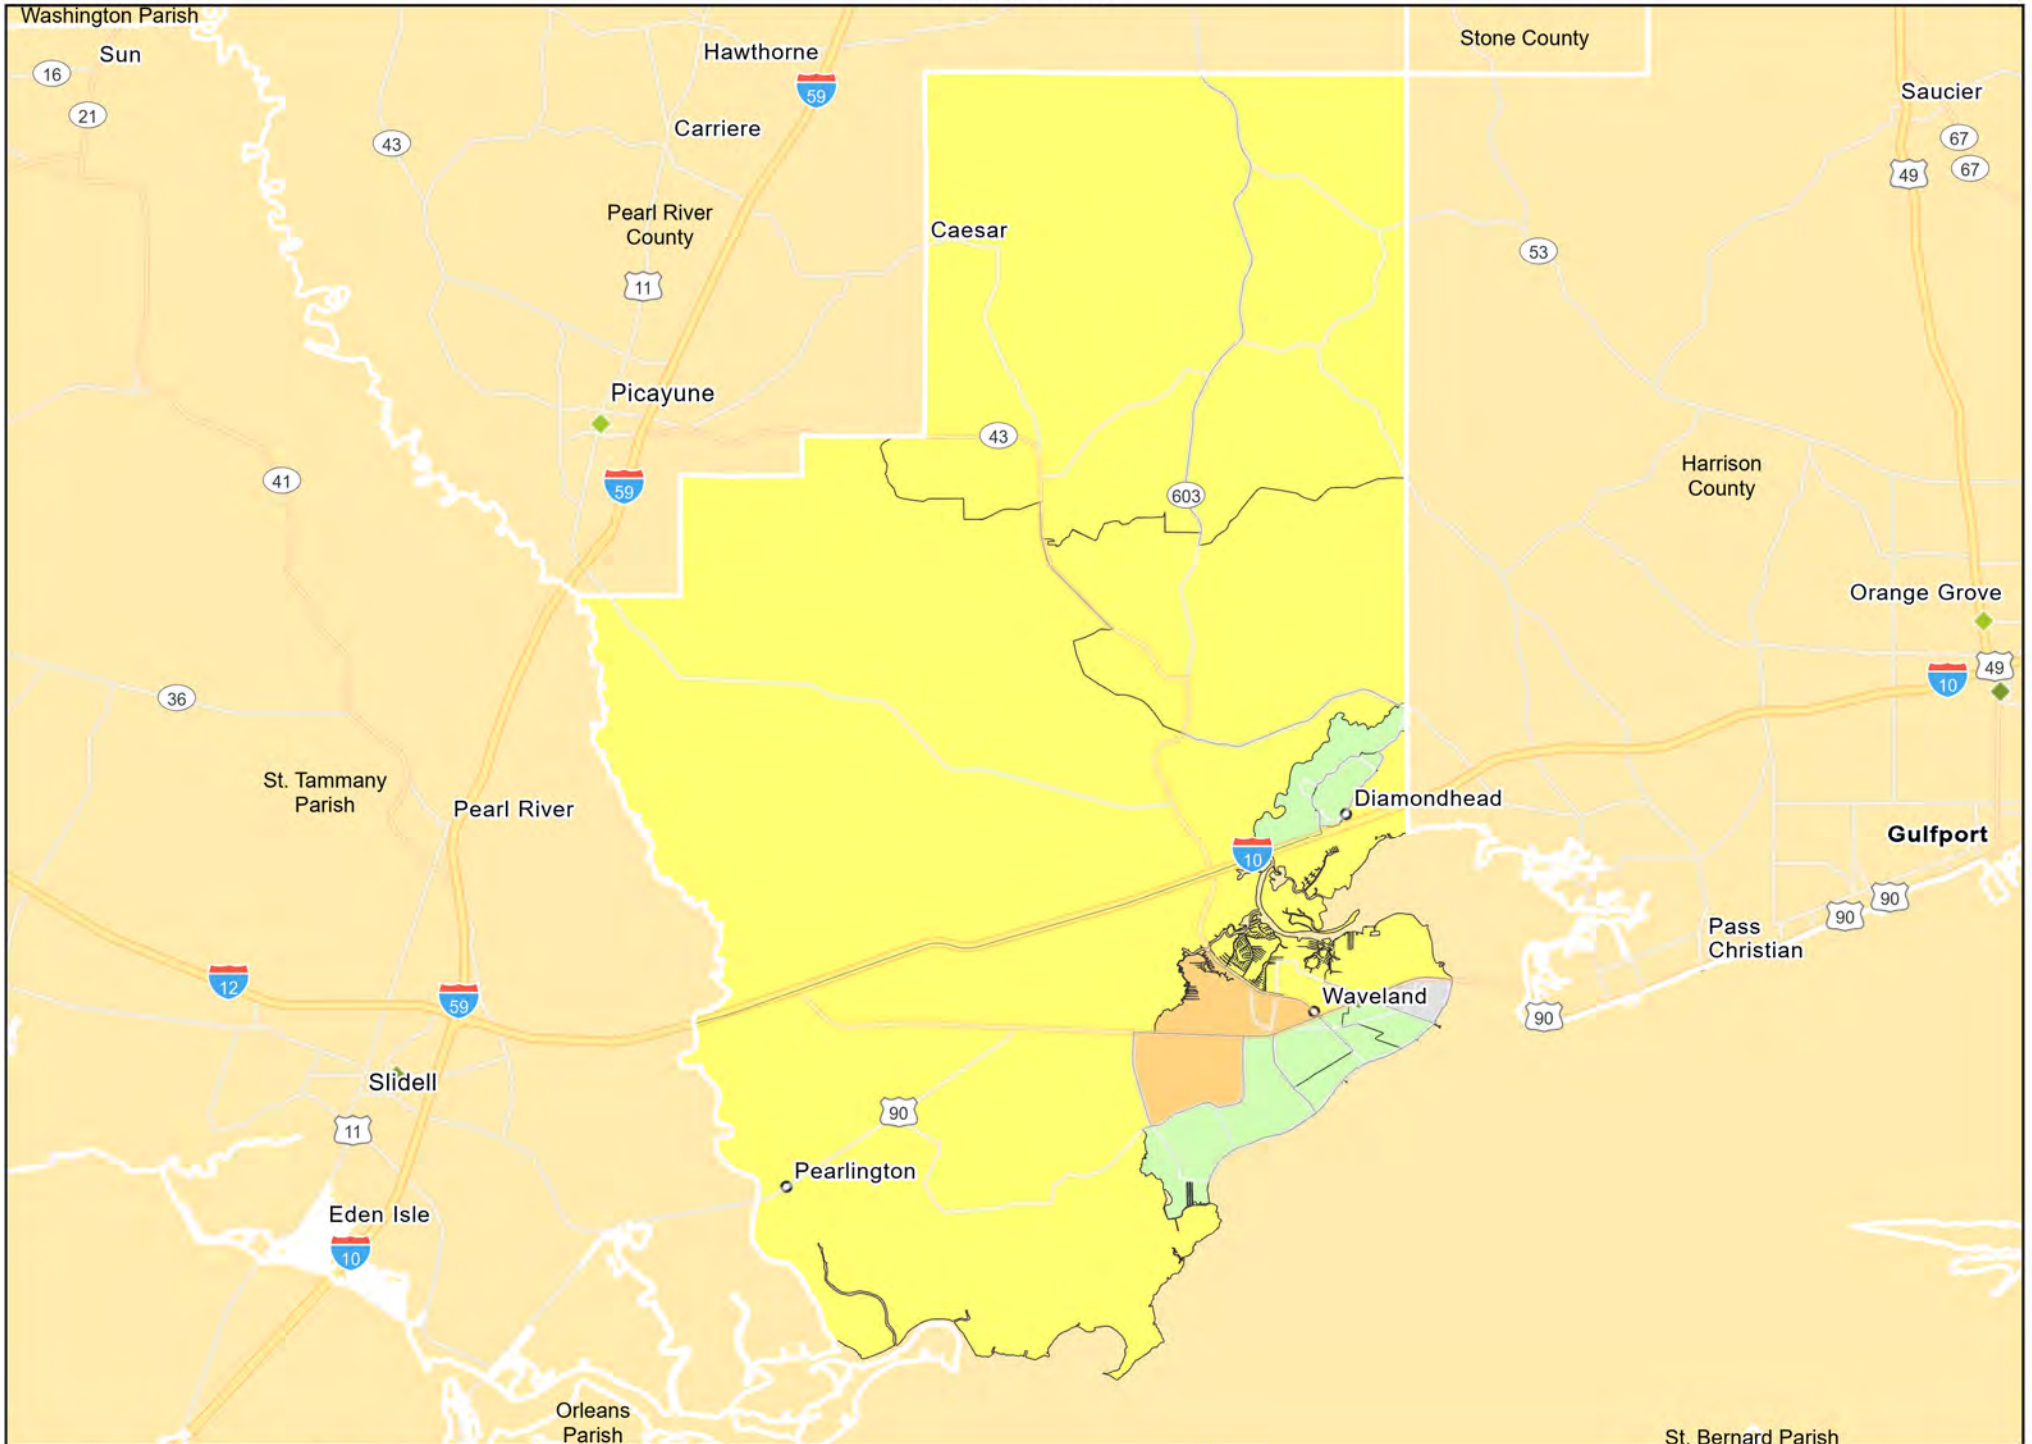 Washington Parish
Sun
Hawthorne
Stone County
16
59
Saucier
21
Carriere
67
43
67
49
Pearl River
County
Caesar
53
11
Picayune
43
Harrison
County
41
59
603
Orange Grove
49
10
36
St. Tammany
Parish
Pearl River
Diamondhead
Gulfport
10
90
90
Pass
Christian
12
59
Waveland
90
Slidell
90
11
Pearlington
Eden Isle
10
Orleans
Parish
St. Bernard Parish